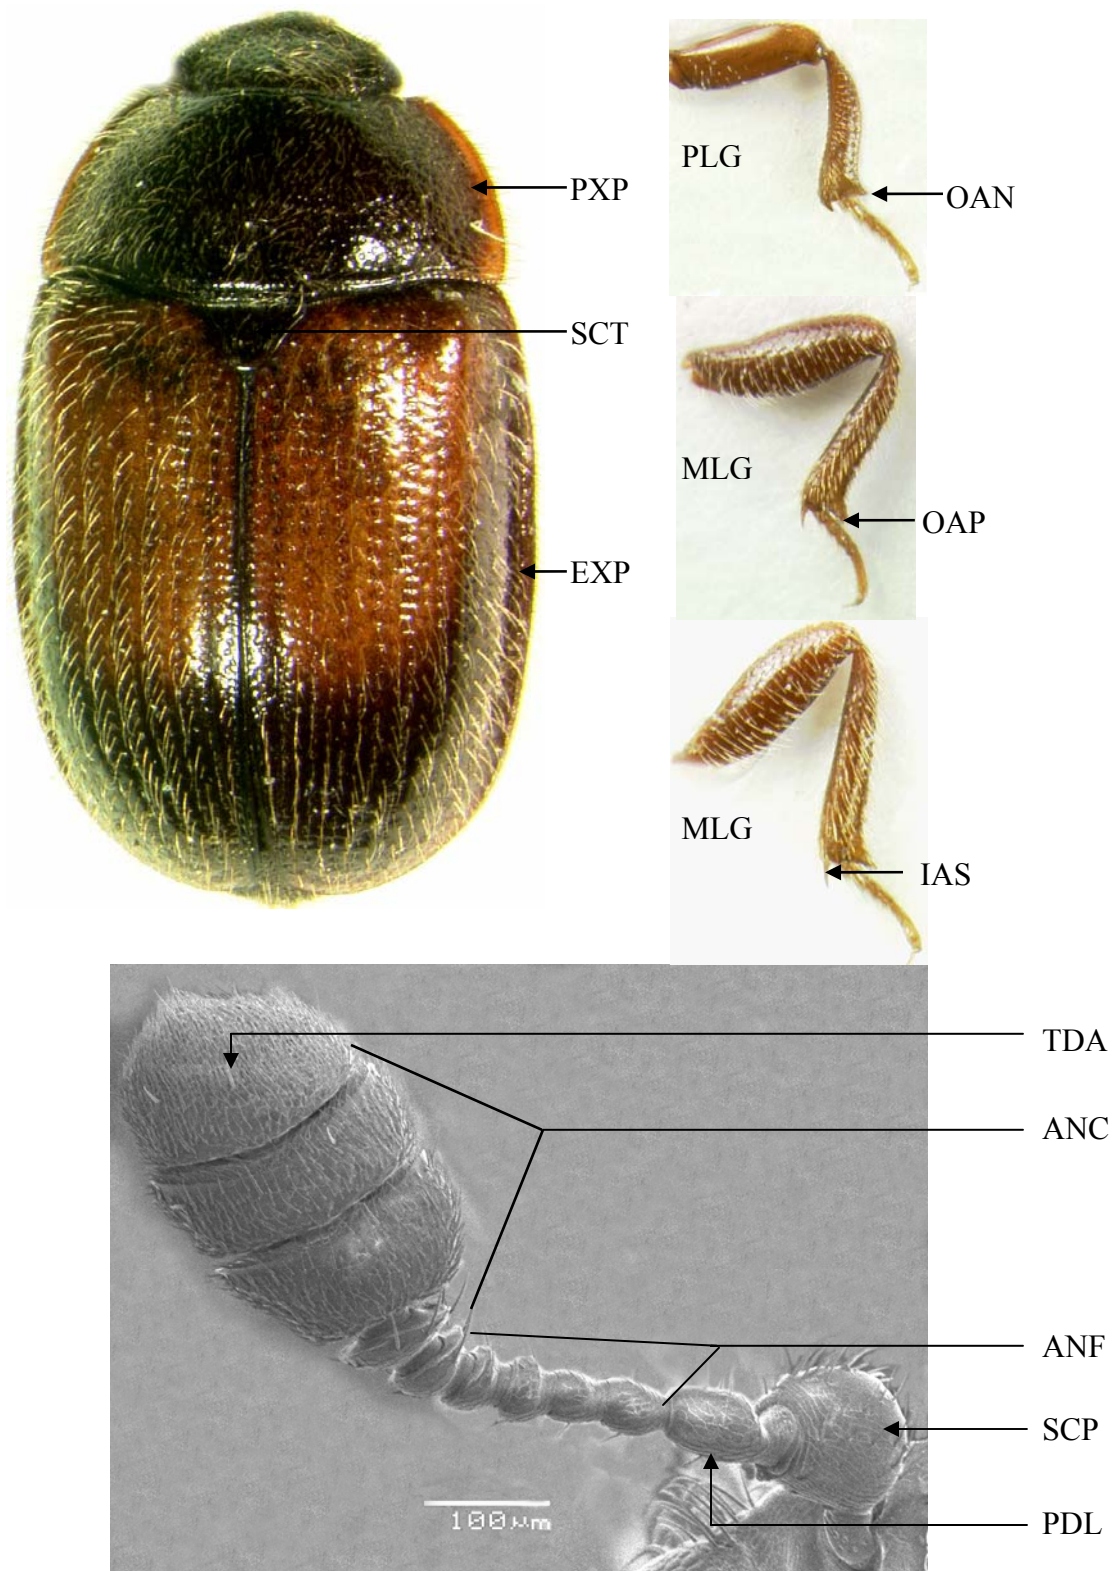 PLG
PXP
OAN
SCT
MLG
OAP
EXP
MLG
IAS
TDA
ANC
ANF
SCP
100µm
PDL